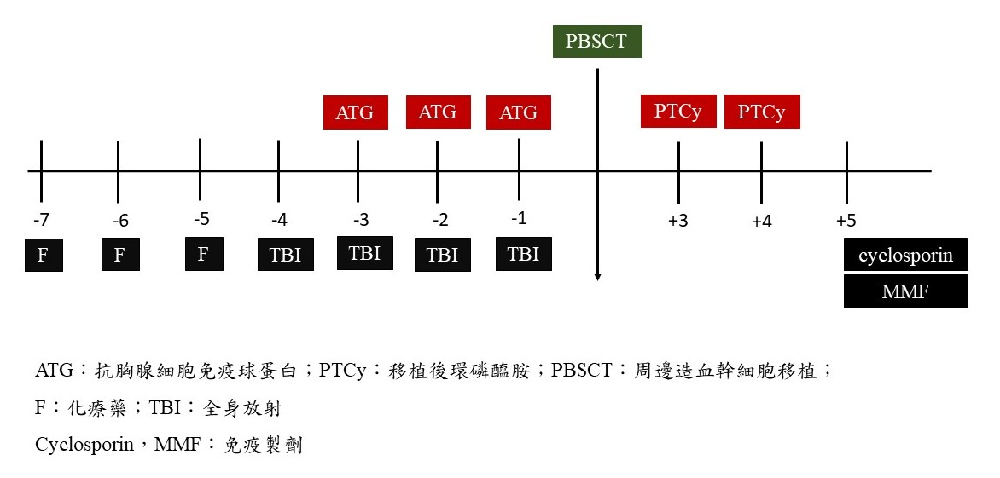 PBSCT
ATG ATG ATG PTCy PTCy
-7 -6 -5 -4 -3 -2 -1 +3 +4 +5
F F F TBI TBI TBI TBI cyclosporin
MMF
ATG：抗胸腺細胞免疫球蛋白；PTCy：移植後環磷醯胺；PBSCT：周邊造血幹細胞移植；
F：化療藥；TBI：全身放射
Cyclosporin，MMF：免疫製劑